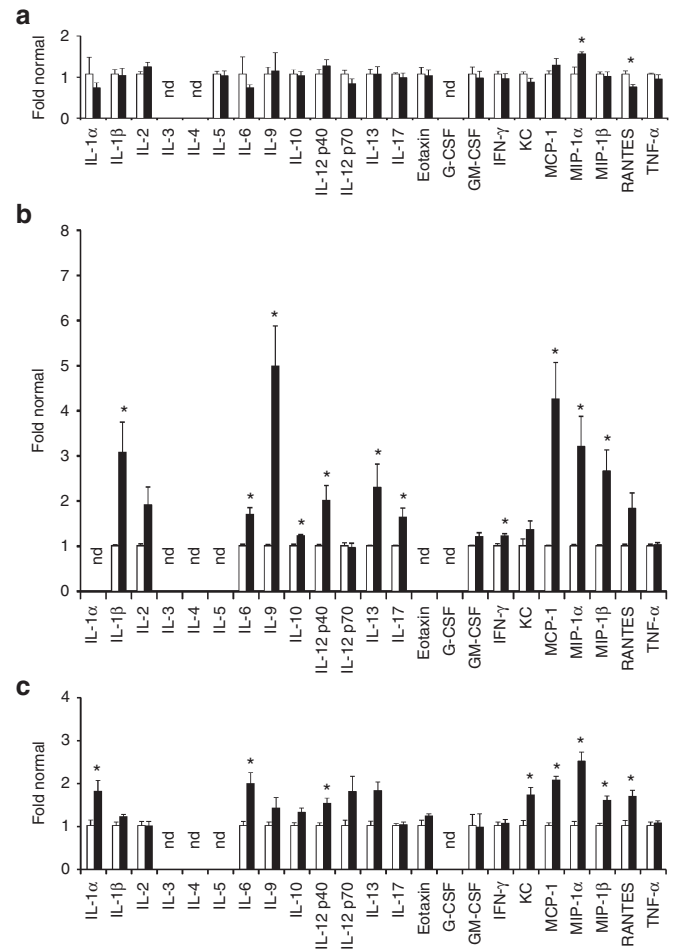 a
2
1
0
Fold normal
nd
nd
nd
*
*
IL-1α
IL-1β
IL-2
IL-3
IL-4
IL-5
IL-6
IL-9
IL-10
IL-12 p40
IL-12 p70
IL-13
IL-17
Eotaxin
G-CSF
GM-CSF
IFN-γ
KC
MCP-1
MIP-1α
MIP-1β
RANTES
TNF-α
b
8
7
6
5
4
3
2
1
0
Fold normal
nd
*
nd
nd
nd
*
*
*
*
*
*
nd
nd
*
*
*
*
IL-1α
IL-1β
IL-2
IL-3
IL-4
IL-5
IL-6
IL-9
IL-10
IL-12 p40
IL-12 p70
IL-13
IL-17
Eotaxin
G-CSF
GM-CSF
IFN-γ
KC
MCP-1
MIP-1α
MIP-1β
RANTES
TNF-α
c
4
3
2
1
0
Fold normal
*
nd
nd
nd
*
*
nd
*
*
*
*
*
IL-1α
IL-1β
IL-2
IL-3
IL-4
IL-5
IL-6
IL-9
IL-10
IL-12 p40
IL-12 p70
IL-13
IL-17
Eotaxin
G-CSF
GM-CSF
IFN-γ
KC
MCP-1
MIP-1α
MIP-1β
RANTES
TNF-α